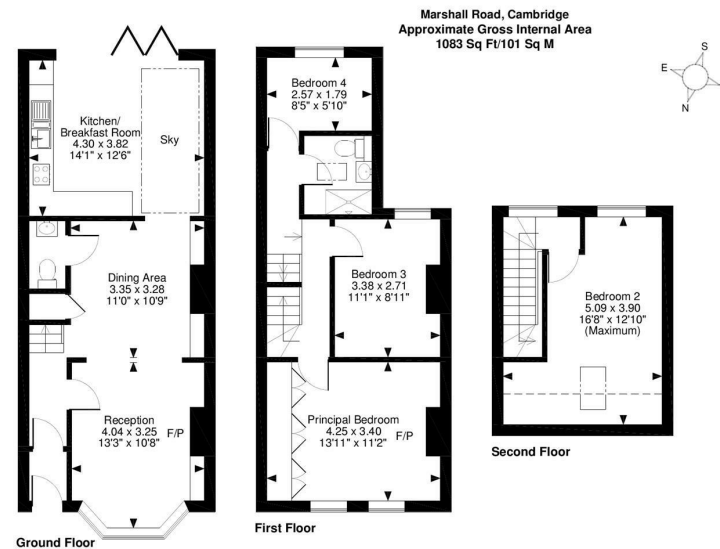 Marshall Road, Cambridge
Approximate Gross Internal Area
1083 Sq Ft/101 Sq M
S
E
N
Kitchen/
Breakfast Room
4.30 x 3.82
14'1" x 12'6"
Sky
Dining Area
3.35 x 3.28
11'0" x 10'9"
Reception
4.04 x 3.25
13'3" x 10'8"
F/P
Ground Floor
Bedroom 4
2.57 x 1.79
8'5" x 5'10"
Bedroom 3
3.38 x 2.71
11'1" x 8'11"
Principal Bedroom
4.25 x 3.40
13'11" x 11'2"
F/P
First Floor
Bedroom 2
5.09 x 3.90
16'8" x 12'10"
(Maximum)
Second Floor